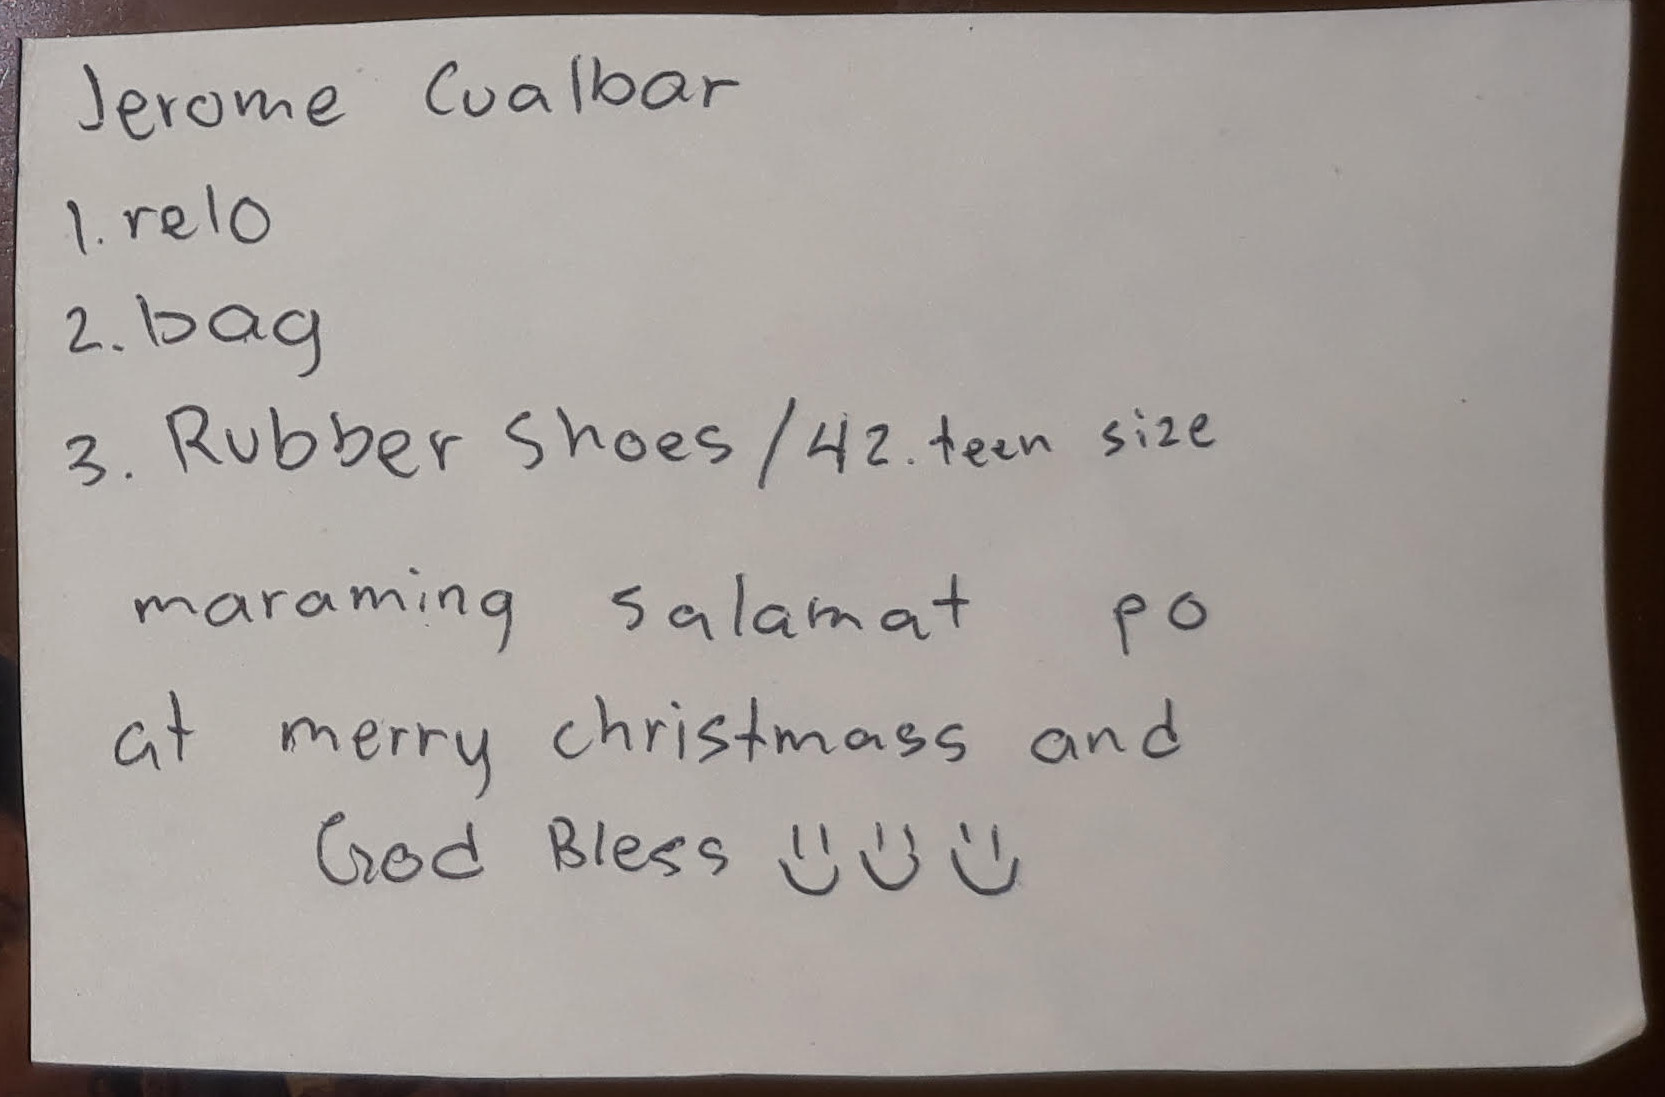 Jerome Cualbar
1. relo
2. bag
3. Rubber Shoes / 42. teen size
maraming salamat po
at merry christmass and
God Bless